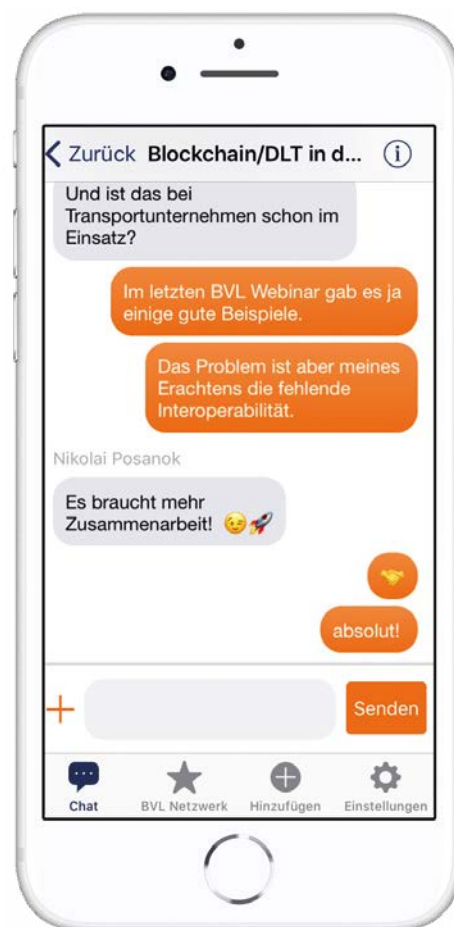 Zurück Blockchain/DLT in d...
Und ist das bei
Transportunternehmen schon im
Einsatz?
Im letzten BVL Webinar gab es ja
einige gute Beispiele.
Das Problem ist aber meines
Erachtens die fehlende
Interoperabilität.
Nikolai Posanok
Es braucht mehr
Zusammenarbeit! 😉🚀
🤝
absolut!
Senden
Chat BVL Netzwerk Hinzufügen Einstellungen